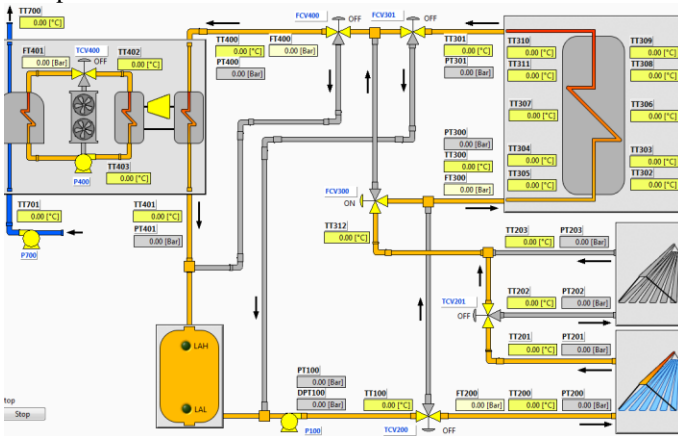 TT700
0.00 [°C]
FT401
0.00 [Bar]
TCV400
OFF
TT402
0.00 [°C]
P400
TT403
0.00 [°C]
TT701
0.00 [°C]
P700
TT401
0.00 [°C]
PT401
0.00 [Bar]
TT400
0.00 [°C]
PT400
FT400
0.00 [Bar]
FCV400
OFF
FCV301
OFF
TT301
0.00 [°C]
PT301
0.00 [Bar]
TT310
0.00 [°C]
TT311
0.00 [°C]
TT307
0.00 [°C]
TT304
0.00 [°C]
TT305
0.00 [°C]
TT309
0.00 [°C]
TT308
0.00 [°C]
TT306
0.00 [°C]
TT303
0.00 [°C]
TT302
0.00 [°C]
PT300
0.00 [Bar]
TT300
0.00 [°C]
FT300
0.00 [Bar]
FCV300
ON
TT312
0.00 [°C]
TT203
0.00 [°C]
PT203
0.00 [Bar]
TT202
0.00 [°C]
PT202
0.00 [Bar]
TCV201
OFF
TT201
0.00 [°C]
PT201
0.00 [Bar]
LAH
LAL
PT100
0.00 [Bar]
DPT100
0.00 [Bar]
P100
TT100
0.00 [°C]
TCV200
OFF
FT200
0.00 [Bar]
TT200
0.00 [°C]
PT200
0.00 [Bar]
Stop